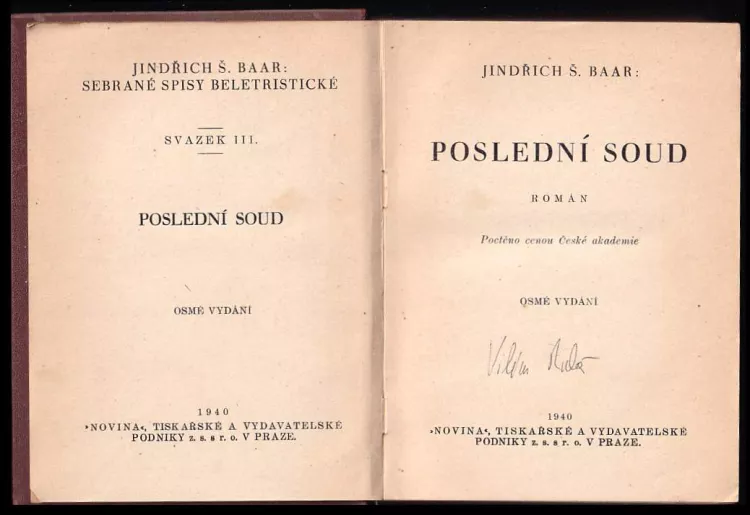 JINDŘICH Š. BAAR:
SEBRANÉ SPISY BELETRISTICKÉ
SVAZEK III.
POSLEDNÍ SOUD
OSMÉ VYDÁNÍ
1940
»NOVINA«, TISKAŘSKÉ A VYDAVATELSKÉ
PODNIKY z. s. s r. o. V PRAZE.
JINDŘICH Š. BAAR:
POSLEDNÍ SOUD
ROMÁN
Poctěno cenou České akademie
OSMÉ VYDÁNÍ
Vilém
1940
»NOVINA«, TISKAŘSKÉ A VYDAVATELSKÉ
PODNIKY z. s. s r. o. V PRAZE.